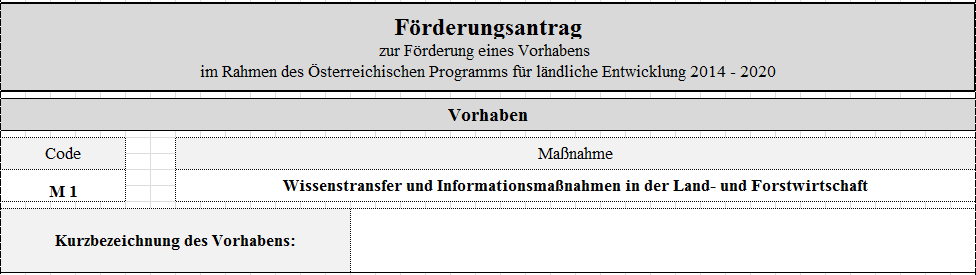 Förderungsantrag
zur Förderung eines Vorhabens
im Rahmen des Österreichischen Programms für ländliche Entwicklung 2014 - 2020
Vorhaben
Code
Maßnahme
M 1
Wissenstransfer und Informationsmaßnahmen in der Land- und Forstwirtschaft
Kurzbezeichnung des Vorhabens: